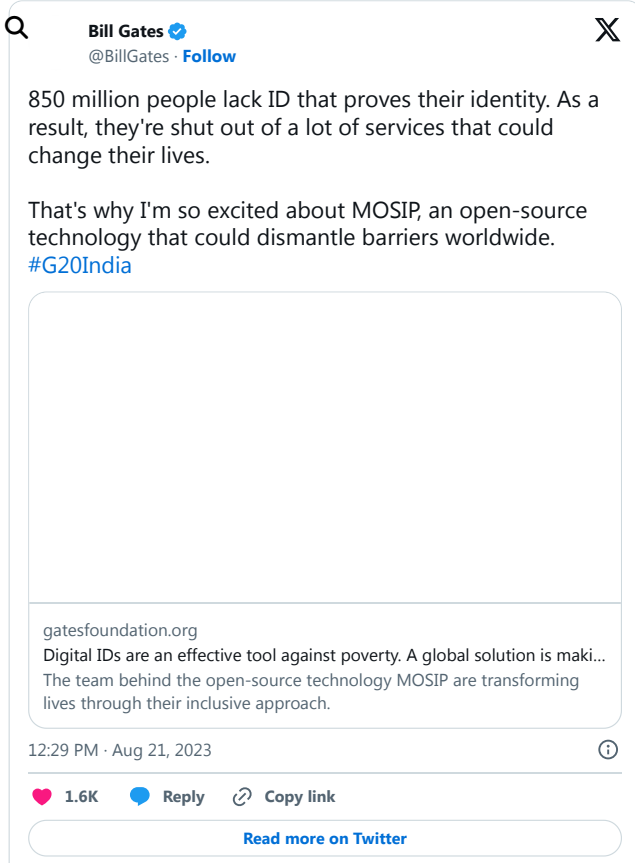 Bill Gates
@BillGates · Follow
850 million people lack ID that proves their identity. As a
result, they're shut out of a lot of services that could
change their lives.
That's why I'm so excited about MOSIP, an open-source
technology that could dismantle barriers worldwide.
#G20India
gatesfoundation.org
Digital IDs are an effective tool against poverty. A global solution is maki...
The team behind the open-source technology MOSIP are transforming
lives through their inclusive approach.
12:29 PM · Aug 21, 2023
1.6K Reply Copy link
Read more on Twitter